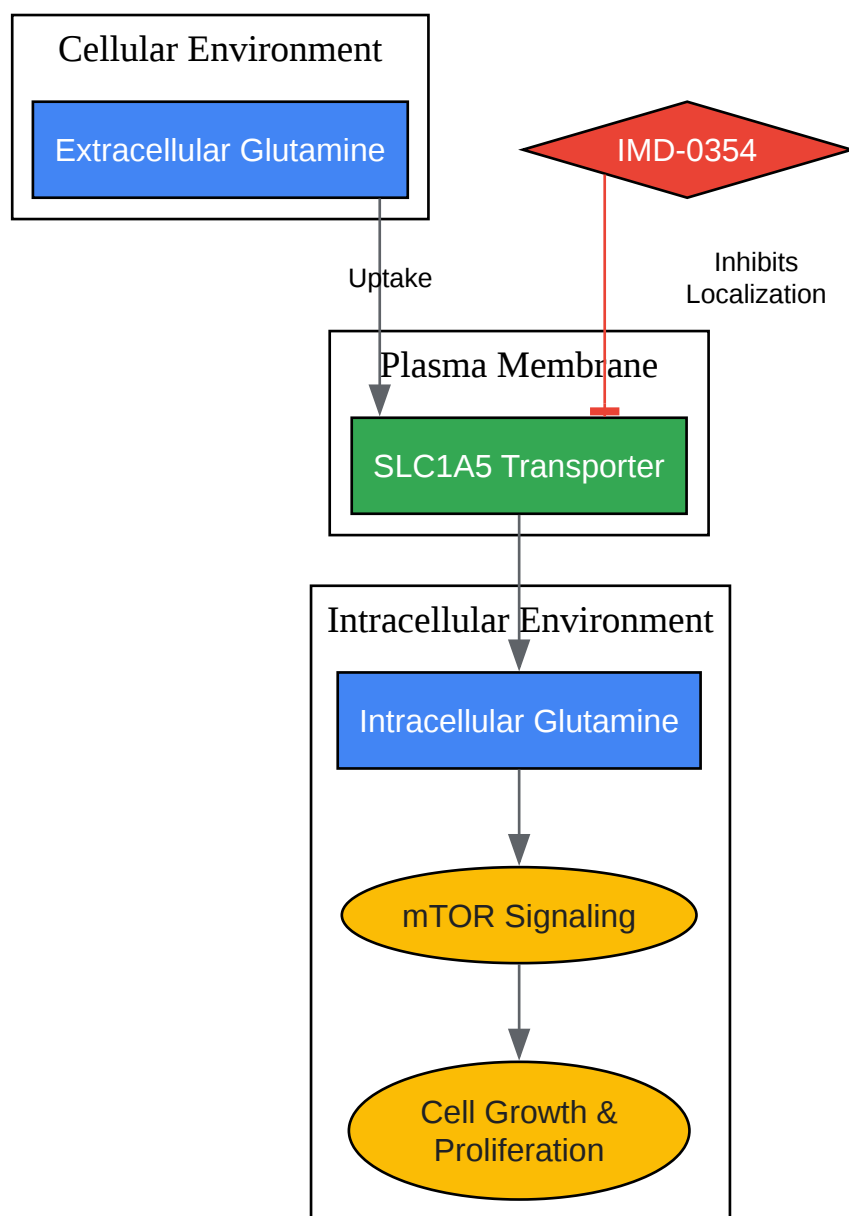 Cellular Environment
Extracellular Glutamine
IMD-0354
Uptake
Inhibits
Localization
Plasma Membrane
SLC1A5 Transporter
Intracellular Environment
Intracellular Glutamine
mTOR Signaling
Cell Growth &
Proliferation